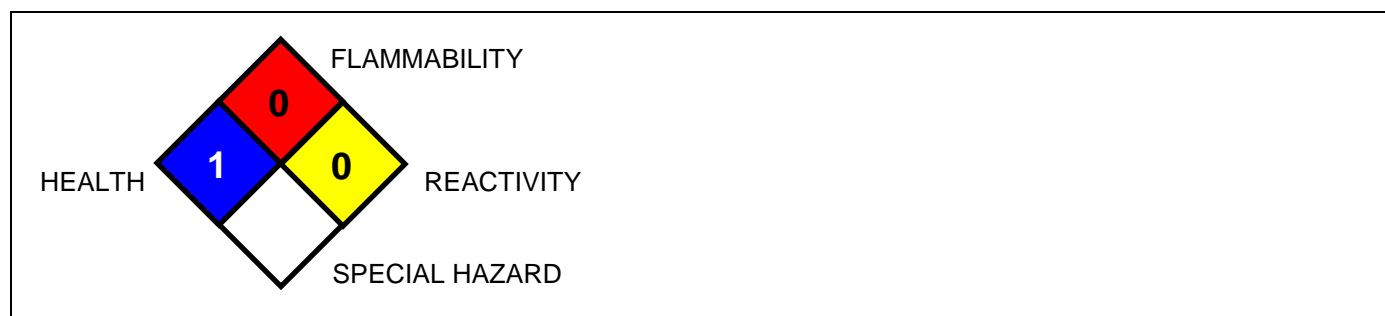 FLAMMABILITY
0
HEALTH 1 0 REACTIVITY
SPECIAL HAZARD